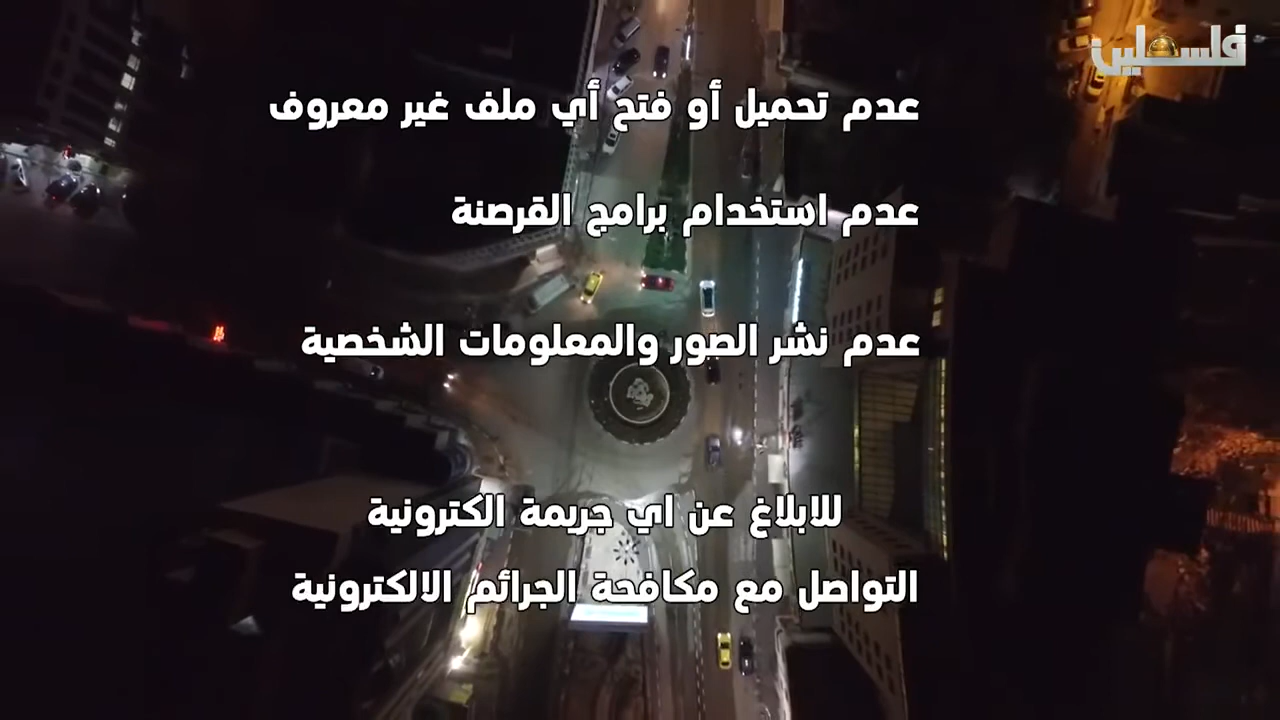 فلسطين
عدم تحميل أو فتح أي ملف غير معروف
عدم استخدام برامج القرصنة
عدم نشر الصور والمعلومات الشخصية
للابلاغ عن اي جريمة الكترونية
التواصل مع مكافحة الجرائم الالكترونية